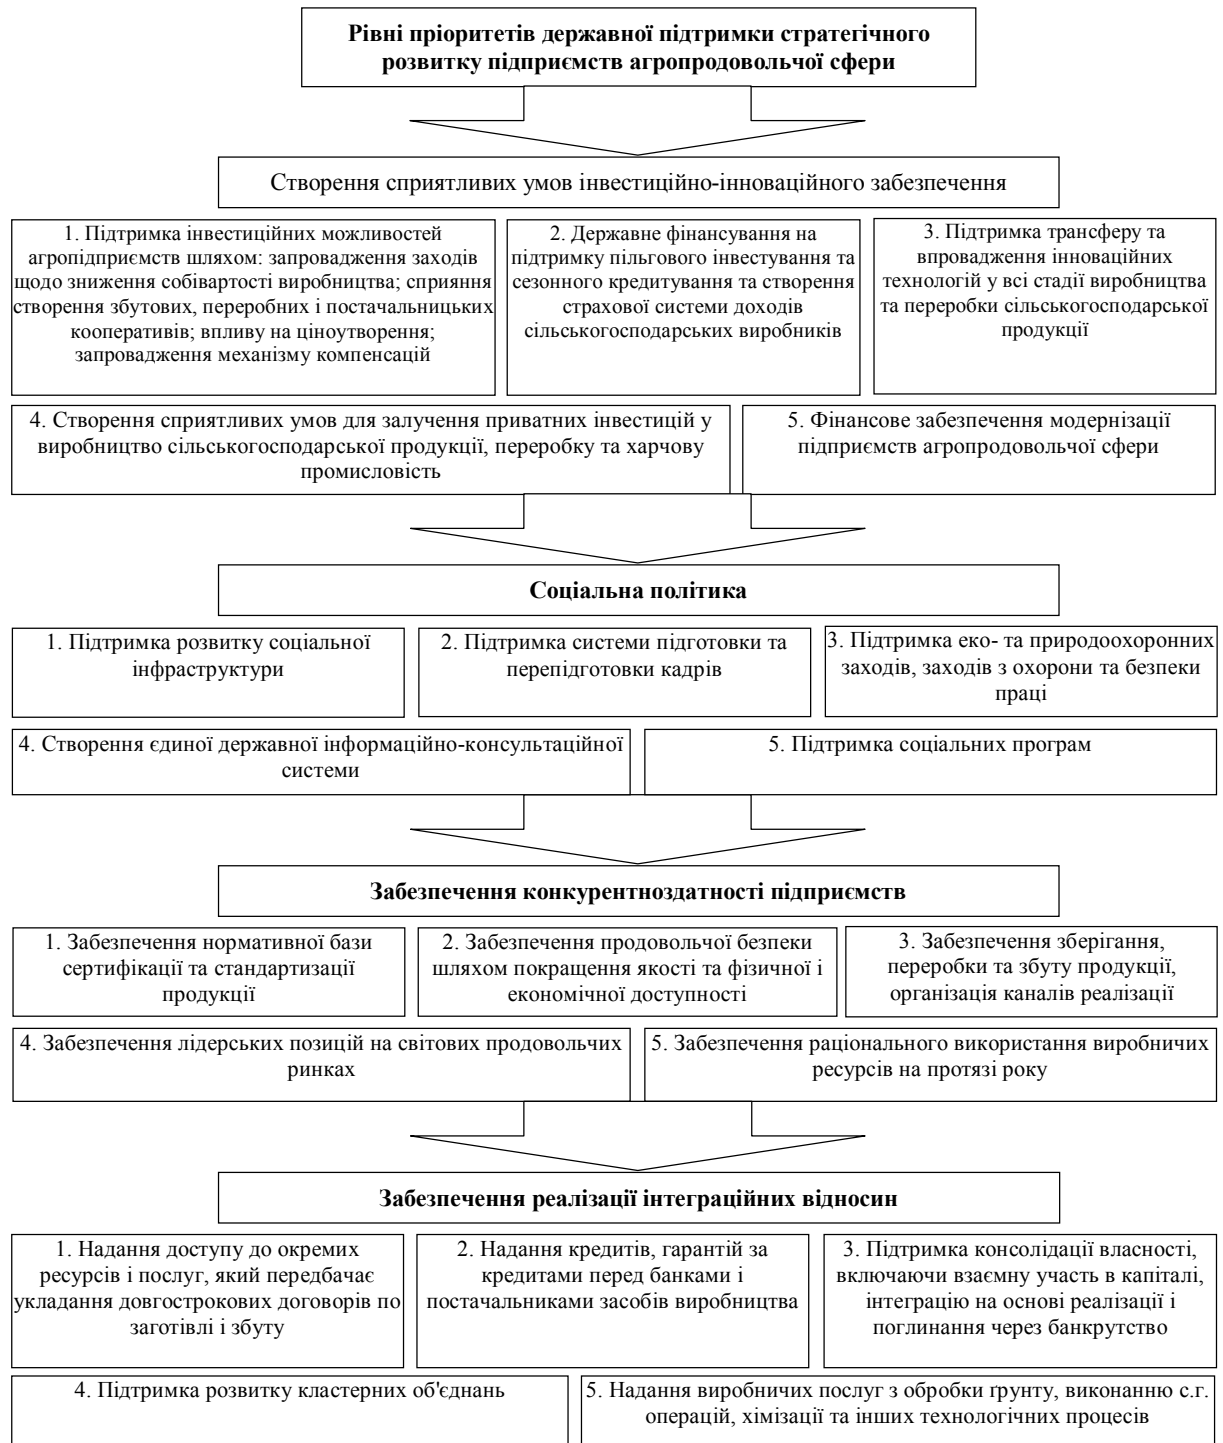 Рівні пріоритетів державної підтримки стратегічного
розвитку підприємств агропродовольчої сфери
Створення сприятливих умов інвестиційно-інноваційного забезпечення
1. Підтримка інвестиційних можливостей
агропідприємств шляхом: запровадження заходів
щодо зниження собівартості виробництва; сприяння
створення збутових, переробних і постачальницьких
кооперативів; впливу на ціноутворення;
запровадження механізму компенсацій
2. Державне фінансування на
підтримку пільгового інвестування та
сезонного кредитування та створення
страхової системи доходів
сільськогосподарських виробників
3. Підтримка трансферу та
впровадження інноваційних
технологій у всі стадії виробництва
та переробки сільськогосподарської
продукції
4. Створення сприятливих умов для залучення приватних інвестицій у
виробництво сільськогосподарської продукції, переробку та харчову
промисловість
5. Фінансове забезпечення модернізації
підприємств агропродовольчої сфери
Соціальна політика
1. Підтримка розвитку соціальної
інфраструктури
2. Підтримка системи підготовки та
перепідготовки кадрів
3. Підтримка еко- та природоохоронних
заходів, заходів з охорони та безпеки
праці
4. Створення єдиної державної інформаційно-консультаційної
системи
5. Підтримка соціальних програм
Забезпечення конкурентноздатності підприємств
1. Забезпечення нормативної бази
сертифікації та стандартизації
продукції
2. Забезпечення продовольчої безпеки
шляхом покращення якості та фізичної і
економічної доступності
3. Забезпечення зберігання,
переробки та збуту продукції,
організація каналів реалізації
4. Забезпечення лідерських позицій на світових продовольчих
ринках
5. Забезпечення раціонального використання виробничих
ресурсів на протязі року
Забезпечення реалізації інтеграційних відносин
1. Надання доступу до окремих
ресурсів і послуг, який передбачає
укладання довгострокових договорів по
заготівлі і збуту
2. Надання кредитів, гарантій за
кредитами перед банками і
постачальниками засобів виробництва
3. Підтримка консолідації власності,
включаючи взаємну участь в капіталі,
інтеграцію на основі реалізації і
поглинання через банкрутство
4. Підтримка розвитку кластерних об'єднань
5. Надання виробничих послуг з обробки ґрунту, виконанню с.г.
операцій, хімізації та інших технологічних процесів